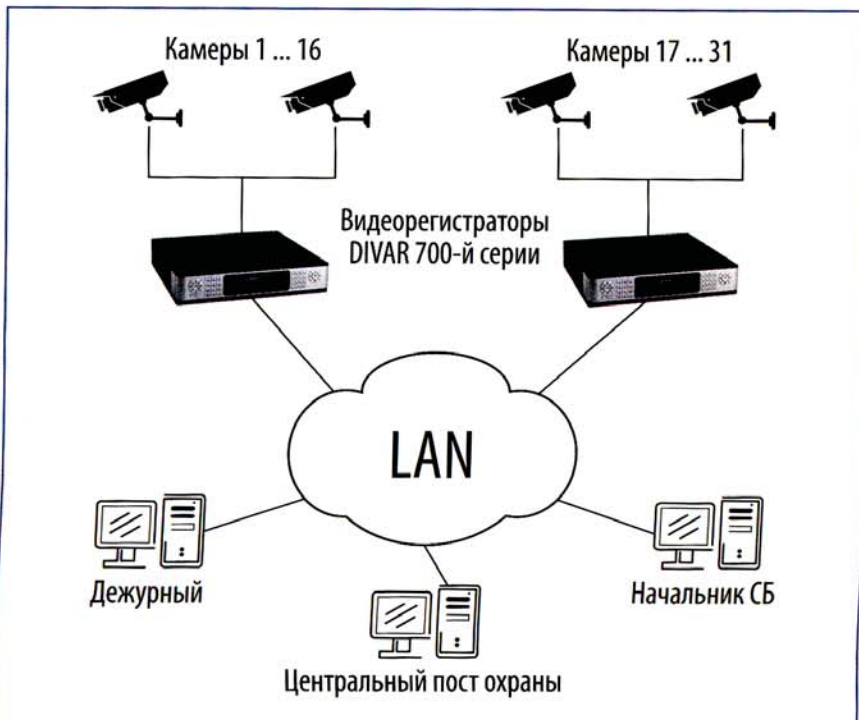 Камеры 1 ... 16
Камеры 17 ... 31
Видеорегистраторы
DIVAR 700-й серии
LAN
Дежурный
Начальник СБ
Центральный пост охраны